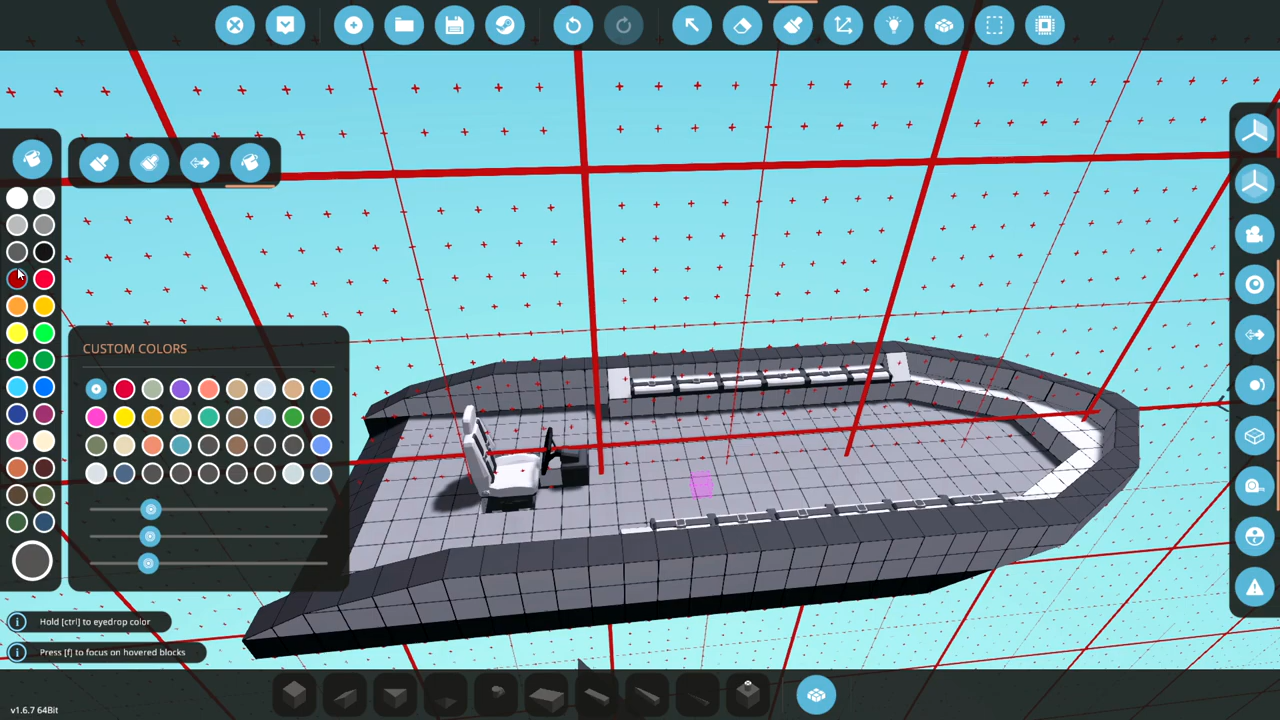 CUSTOM COLORS
Hold [ctrl] to eyedrop color
Press [f] to focus on hovered blocks
v1.6.7 64Bit